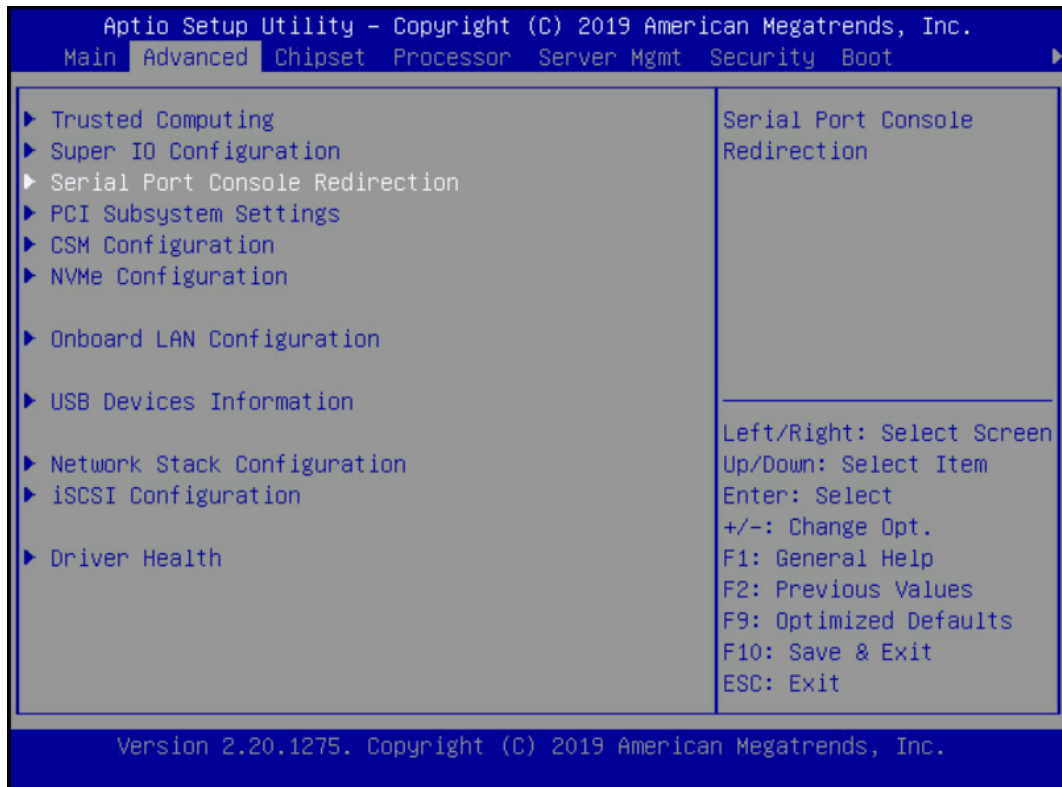 Aptio Setup Utility – Copyright (C) 2019 American Megatrends, Inc.
Main Advanced Chipset Processor Server Mgmt Security Boot
Trusted Computing
Super IO Configuration
Serial Port Console Redirection
PCI Subsystem Settings
CSM Configuration
NVMe Configuration
Onboard LAN Configuration
USB Devices Information
Network Stack Configuration
iSCSI Configuration
Driver Health
Serial Port Console
Redirection
Left/Right: Select Screen
Up/Down: Select Item
Enter: Select
+/-: Change Opt.
F1: General Help
F2: Previous Values
F9: Optimized Defaults
F10: Save & Exit
ESC: Exit
Version 2.20.1275. Copyright (C) 2019 American Megatrends, Inc.